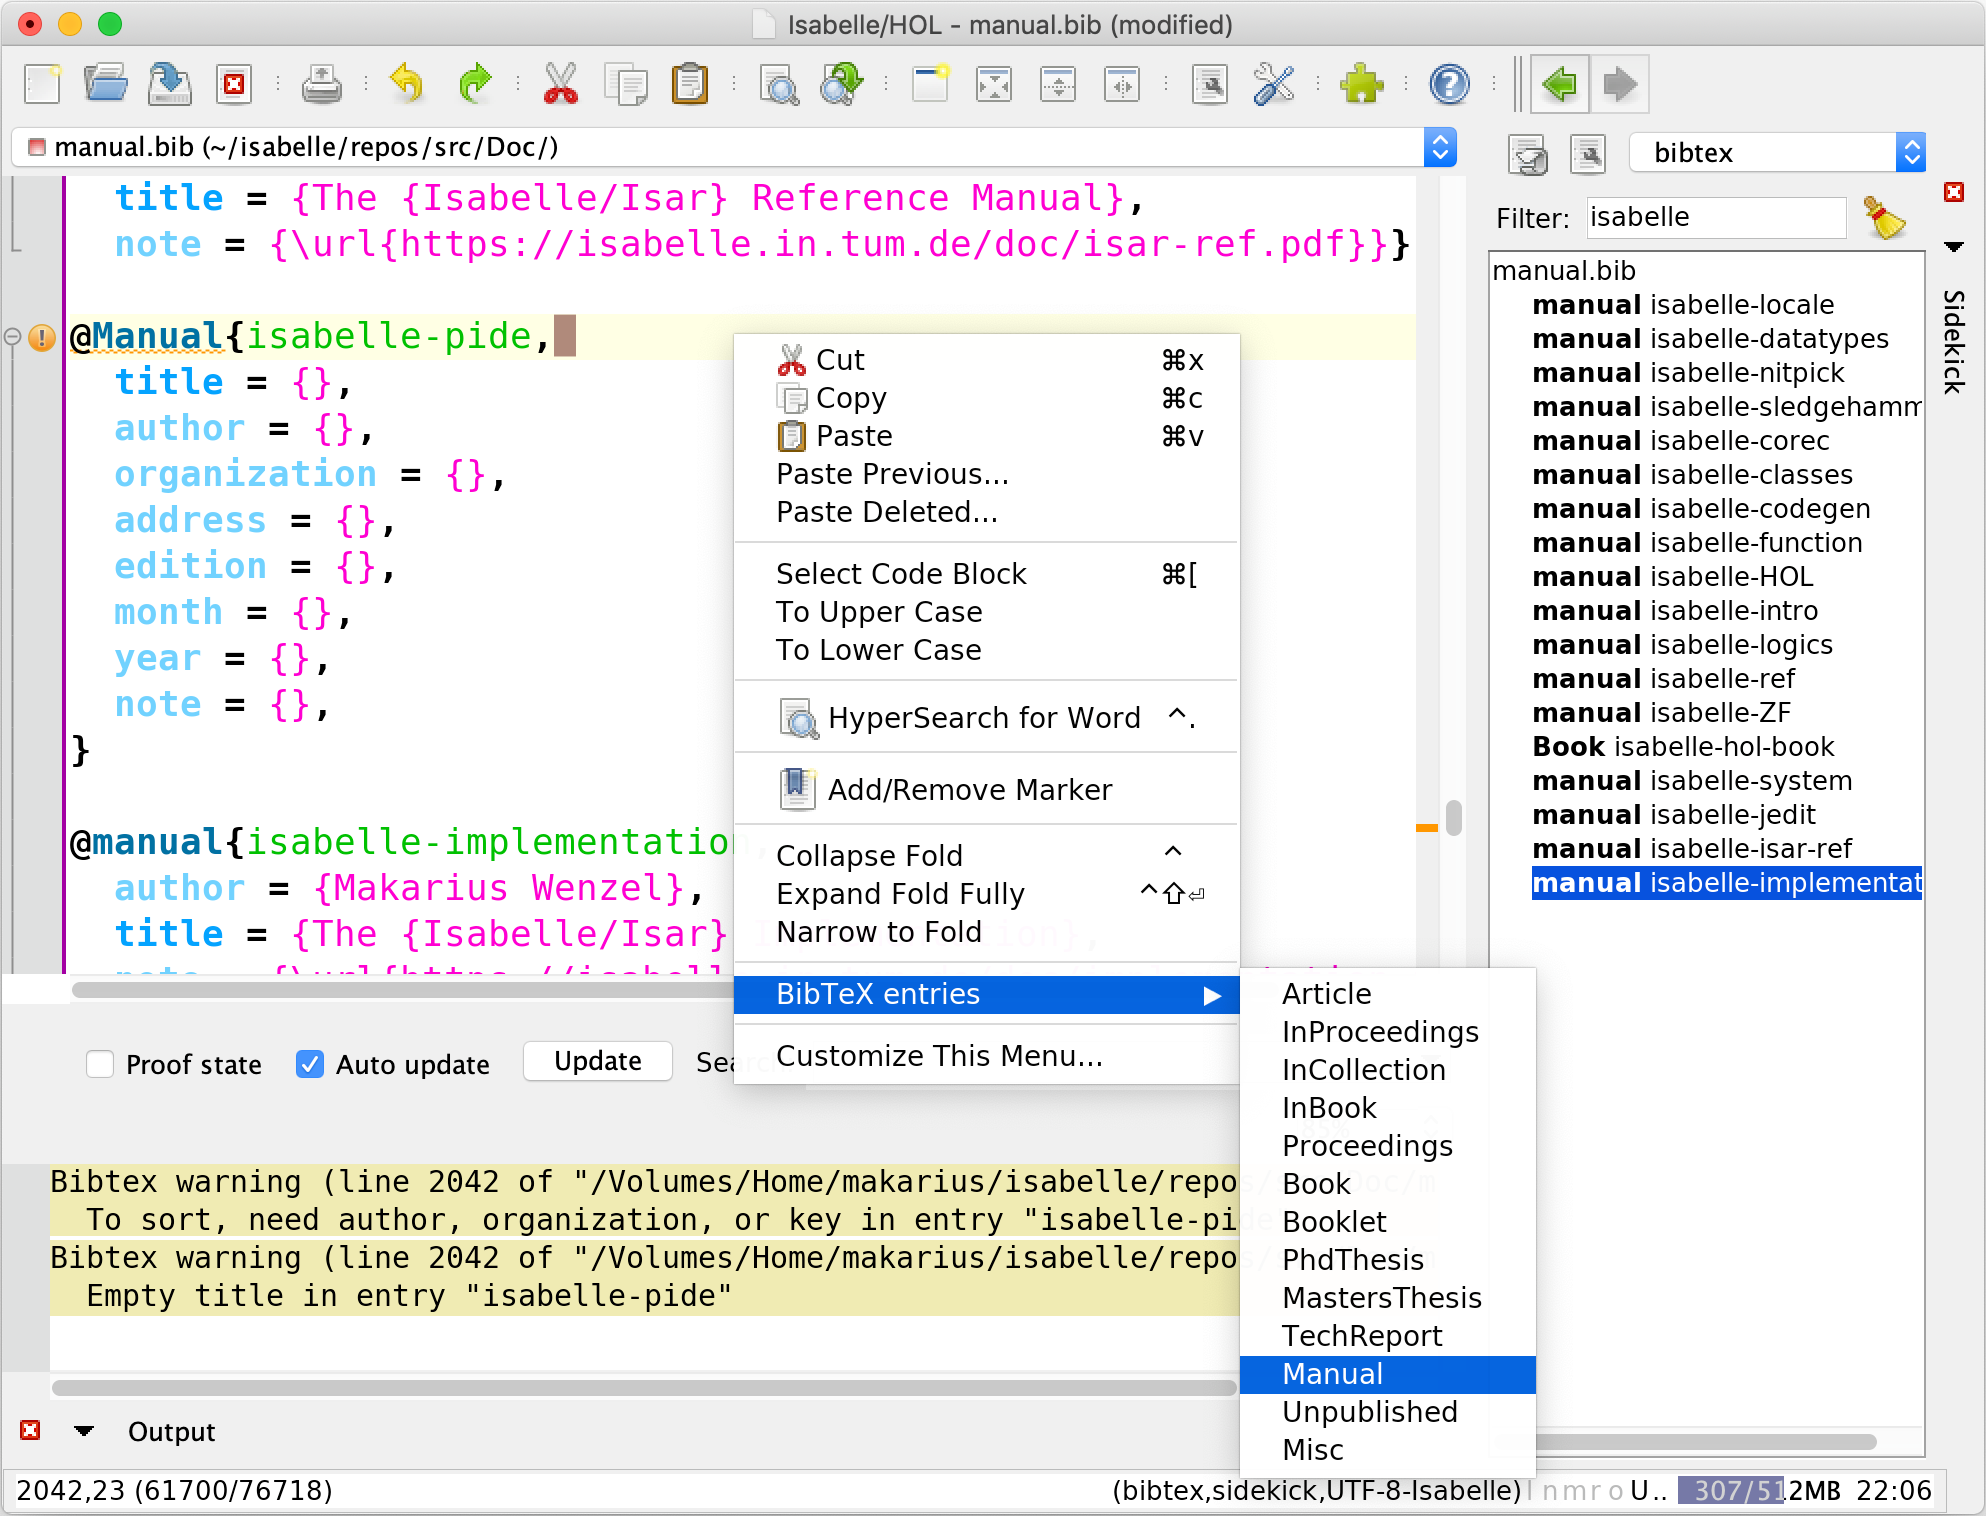 Isabelle/HOL - manual.bib (modified)
manual.bib (~/isabelle/repos/src/Doc/)
title = {The {Isabelle/Isar} Reference Manual},
note = {\url{https://isabelle.in.tum.de/doc/isar-ref.pdf}}}
@Manual{isabelle-pide,
title = {},
author = {},
organization = {},
address = {},
edition = {},
month = {},
year = {},
note = {},
}
@manual{isabelle-implementation,
author = {Makarius Wenzel},
title = {The {Isabelle/Isar}
Cut ⌘x
Copy ⌘c
Paste ⌘v
Paste Previous...
Paste Deleted...
Select Code Block ⌘[
To Upper Case
To Lower Case
HyperSearch for Word ^.
Add/Remove Marker
Collapse Fold ^
Expand Fold Fully ^⇧⏎
Narrow to Fold
BibTeX entries
Customize This Menu...
Article
InProceedings
InCollection
InBook
Proceedings
Book
Booklet
PhdThesis
MastersThesis
TechReport
Manual
Unpublished
Misc
bibtex
Filter: isabelle
manual.bib
manual isabelle-locale
manual isabelle-datatypes
manual isabelle-nitpick
manual isabelle-sledgehamm
manual isabelle-corec
manual isabelle-classes
manual isabelle-codegen
manual isabelle-function
manual isabelle-HOL
manual isabelle-intro
manual isabelle-logics
manual isabelle-ref
manual isabelle-ZF
Book isabelle-hol-book
manual isabelle-system
manual isabelle-jedit
manual isabelle-isar-ref
manual isabelle-implementat
Sidekick
Proof state Auto update Update
Bibtex warning (line 2042 of "/Volumes/Home/makarius/isabelle/repos
To sort, need author, organization, or key in entry "isabelle-pide
Bibtex warning (line 2042 of "/Volumes/Home/makarius/isabelle/repos
Empty title in entry "isabelle-pide"
Output
2042,23 (61700/76718) (bibtex,sidekick,UTF-8-Isabelle) n m r o U.. 307/512MB 22:06